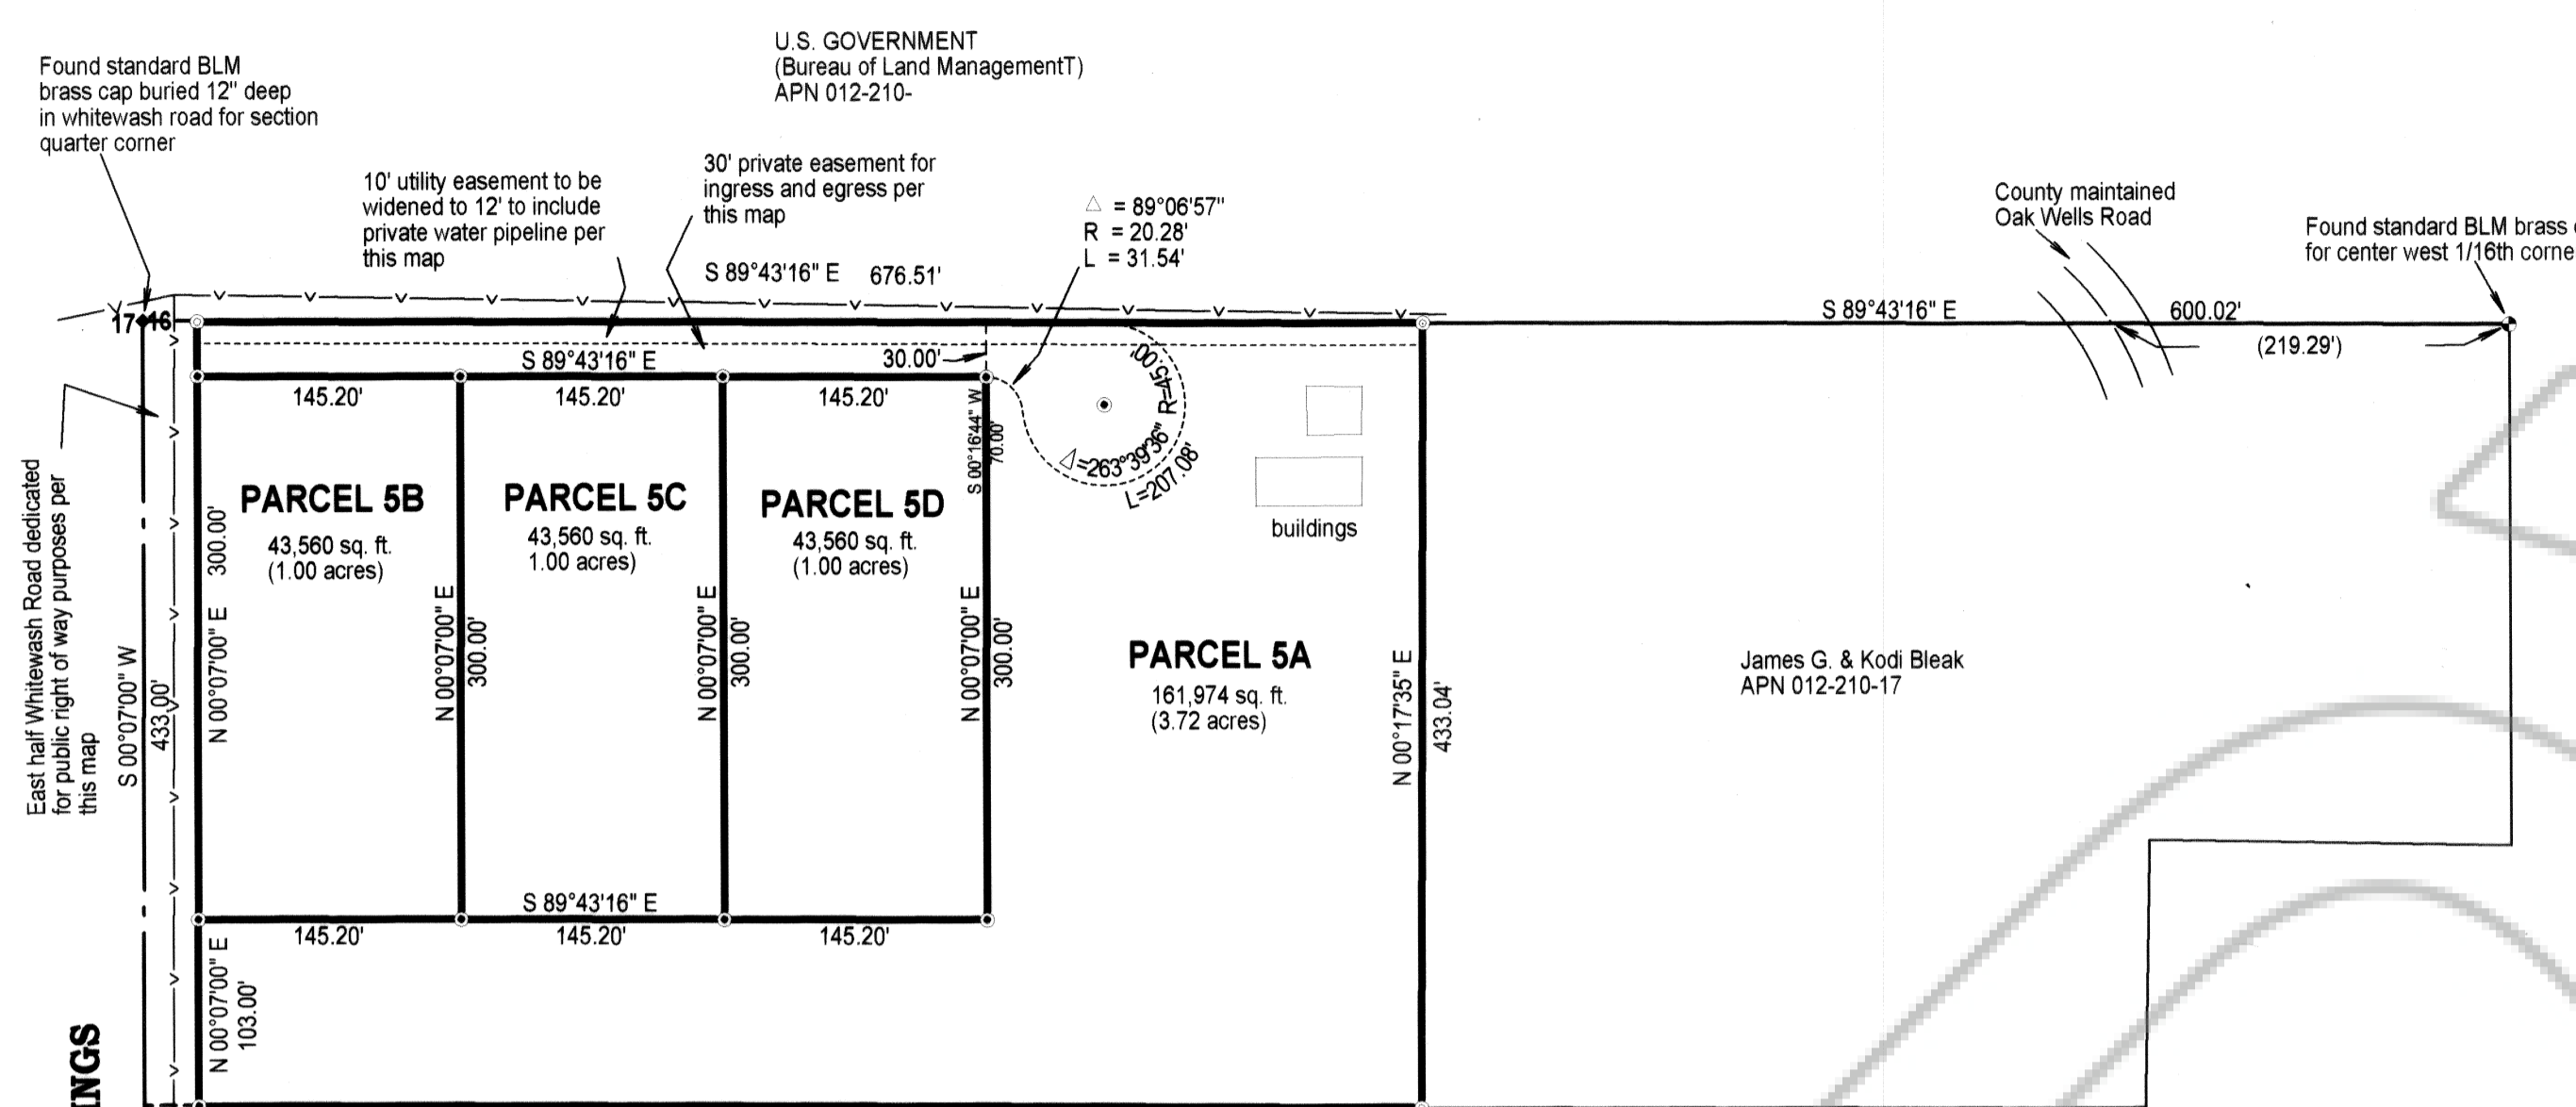 U.S. GOVERNMENT
(Bureau of Land ManagementT)
APN 012-210-
Found standard BLM
brass cap buried 12" deep
in whitewash road for section
quarter corner
10' utility easement to be
widened to 12' to include
private water pipeline per
this map
30' private easement for
ingress and egress per
this map
△ = 89°06'57"
R = 20.28'
L = 31.54'
S 89°43'16" E 676.51'
County maintained
Oak Wells Road
Found standard BLM brass
for center west 1/16th corne
17
16
S 89°43'16" E
600.02'
(219.29')
S 89°43'16" E
30.00'
145.20'
145.20'
145.20'
S 00°16'44" W
70.00'
R=45.00'
△=263°39'36"
L=207.08'
buildings
East half Whitewash Road dedicated
for public right of way purposes per
this map
S 00°07'00" W
433.00'
N 00°07'00" E 300.00'
PARCEL 5B
43,560 sq. ft.
(1.00 acres)
N 00°07'00" E
300.00'
PARCEL 5C
43,560 sq. ft.
1.00 acres)
N 00°07'00" E
300.00'
PARCEL 5D
43,560 sq. ft.
(1.00 acres)
N 00°07'00" E
300.00'
PARCEL 5A
161,974 sq. ft.
(3.72 acres)
N 00°17'35" E
433.04'
James G. & Kodi Bleak
APN 012-210-17
S 89°43'16" E
145.20'
145.20'
145.20'
N 00°07'00" E
103.00'
INGS